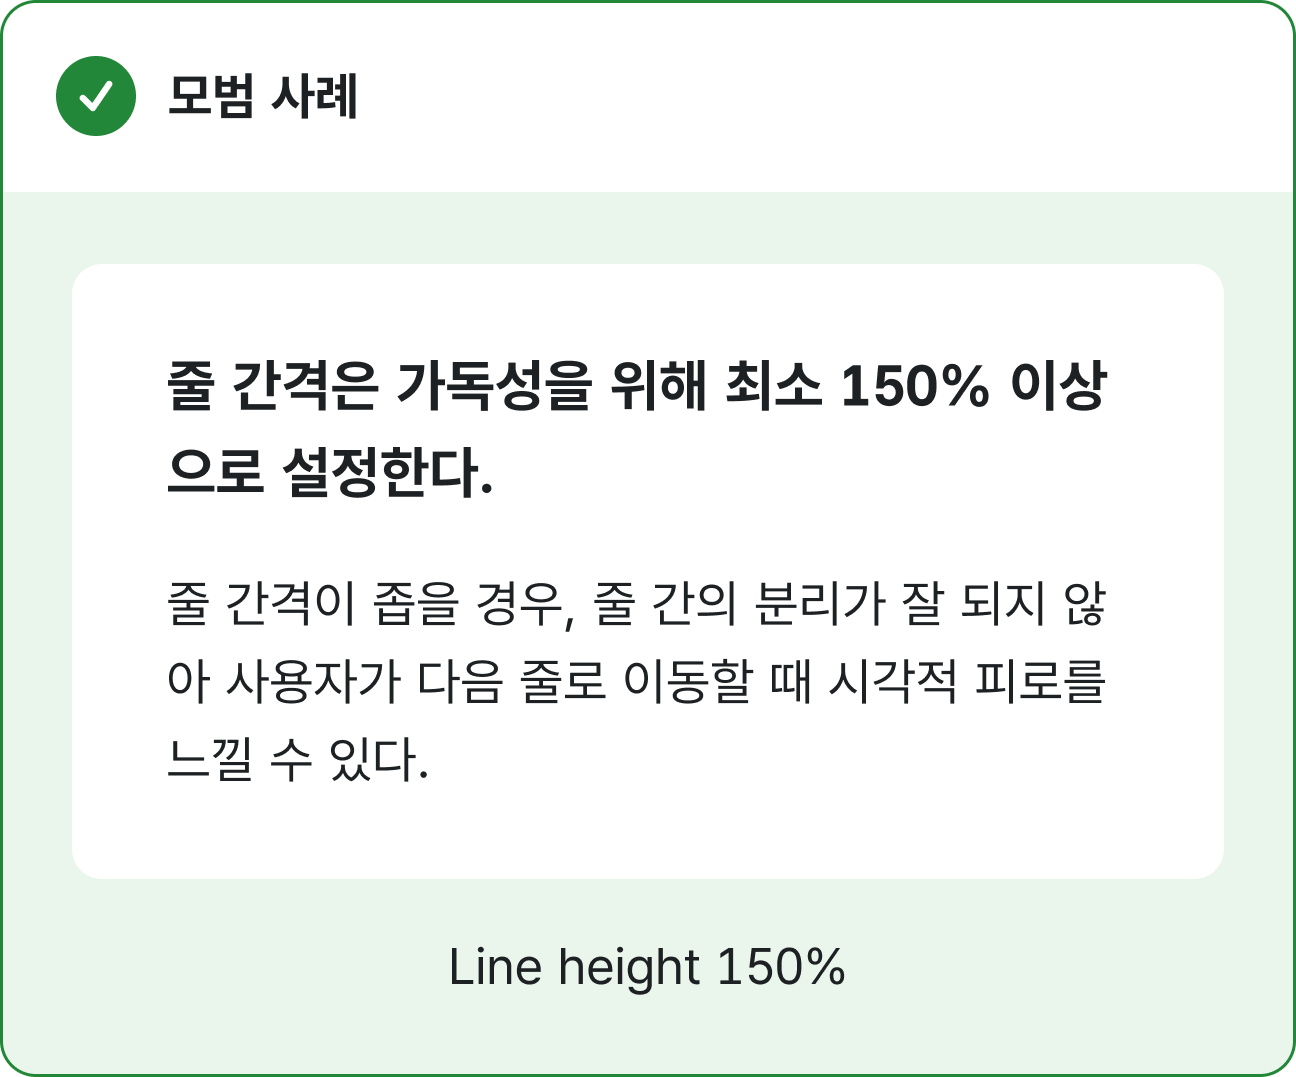 모범 사례
줄 간격은 가독성을 위해 최소 150% 이상
으로 설정한다.
줄 간격이 좁을 경우, 줄 간의 분리가 잘 되지 않
아 사용자가 다음 줄로 이동할 때 시각적 피로를
느낄 수 있다.
Line height 150%